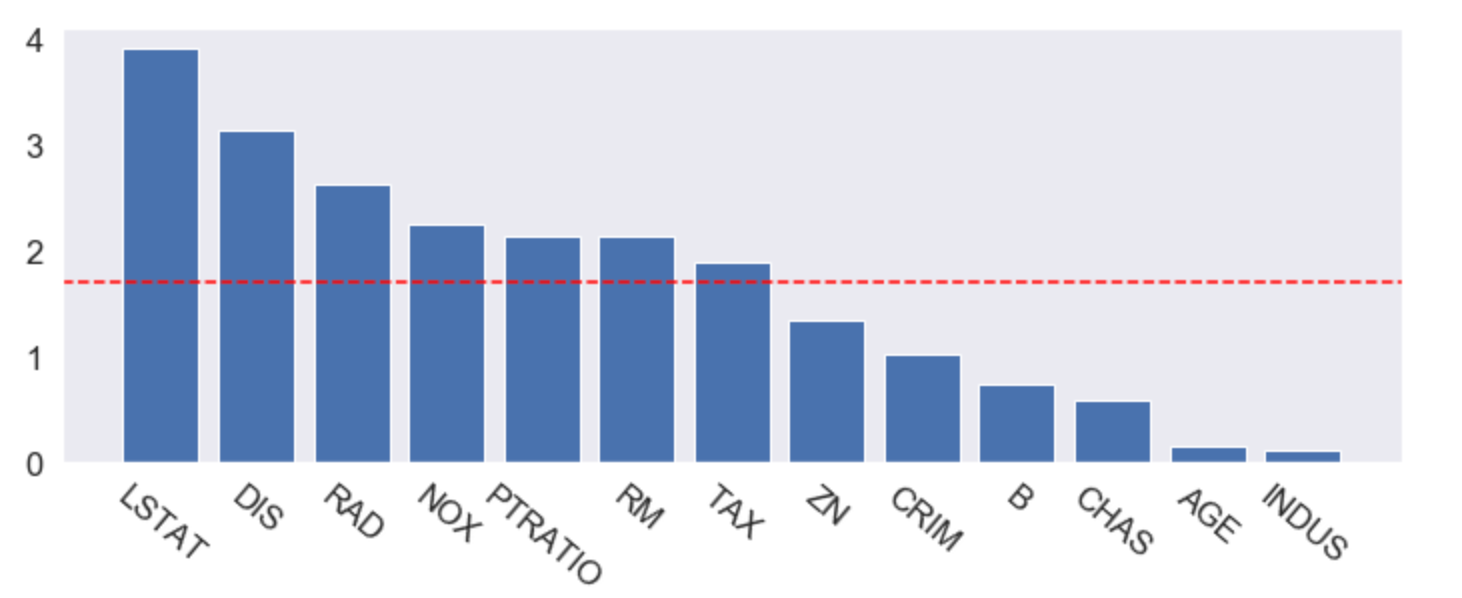 4
3
2
1
0
LSTAT
DIS
RAD
NOX
PTRATIO
RM
TAX
ZN
CRIM
B
CHAS
AGE
INDUS